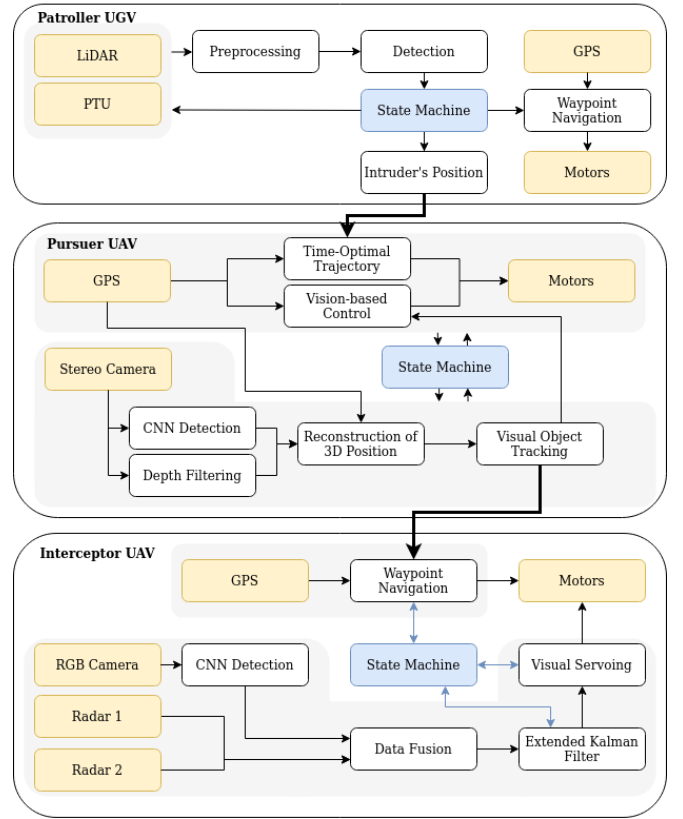 Patroller UGV
LiDAR
Preprocessing
Detection
GPS
PTU
State Machine
Waypoint
Navigation
Intruder's Position
Motors
Pursuer UAV
GPS
Time-Optimal
Trajectory
Vision-based
Control
Motors
State Machine
Stereo Camera
CNN Detection
Depth Filtering
Reconstruction of
3D Position
Visual Object
Tracking
Interceptor UAV
GPS
Waypoint
Navigation
Motors
RGB Camera
CNN Detection
State Machine
Visual Servoing
Radar 1
Radar 2
Data Fusion
Extended Kalman
Filter